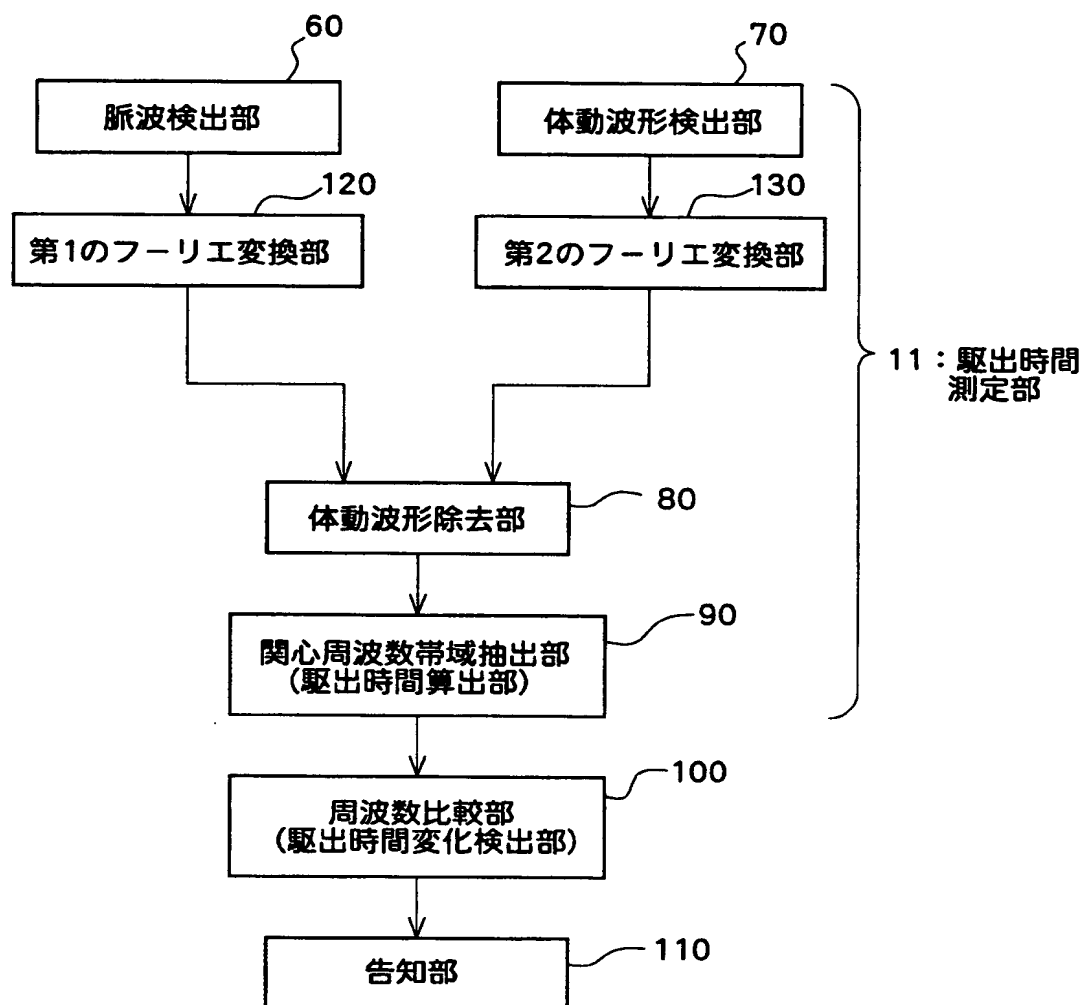 60
70
脈波検出部
体動波形検出部
120
130
第1のフーリエ変換部
第2のフーリエ変換部
11：駆出時間
測定部
80
体動波形除去部
90
関心周波数帯域抽出部
（駆出時間算出部）
100
周波数比較部
（駆出時間変化検出部）
110
告知部